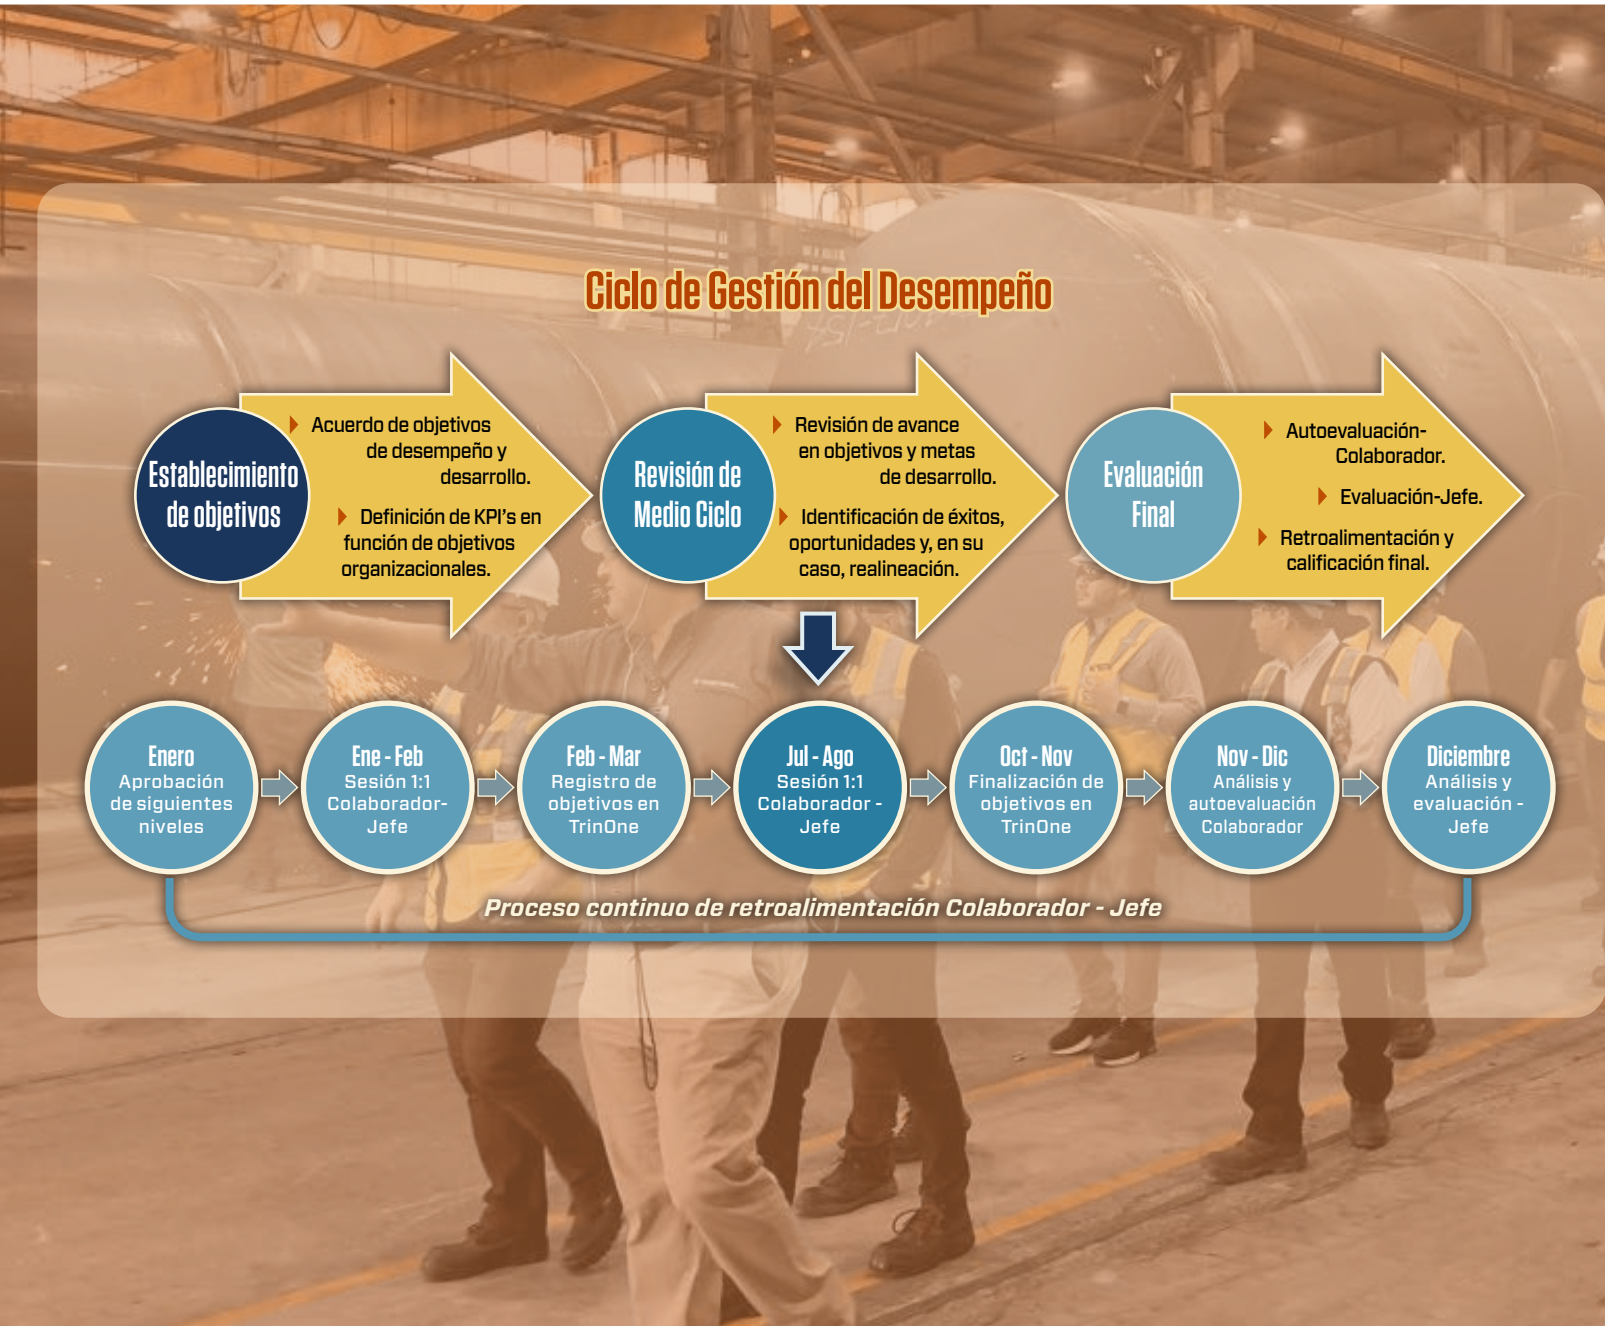 Ciclo de Gestión del Desempeño
Establecimiento
de objetivos
Acuerdo de objetivos
de desempeño y
desarrollo.
Definición de KPI's en
función de objetivos
organizacionales.
Revisión de
Medio Ciclo
Revisión de avance
en objetivos y metas
de desarrollo.
Identificación de éxitos,
oportunidades y, en su
caso, realineación.
Evaluación
Final
Autoevaluación-
Colaborador.
Evaluación-Jefe.
Retroalimentación y
calificación final.
Enero
Aprobación
de siguientes
niveles
Ene - Feb
Sesión 1:1
Colaborador-
Jefe
Feb - Mar
Registro de
objetivos en
TrinOne
Jul - Ago
Sesión 1:1
Colaborador -
Jefe
Oct - Nov
Finalización de
objetivos en
TrinOne
Nov - Dic
Análisis y
autoevaluación
Colaborador
Diciembre
Análisis y
evaluación -
Jefe
Proceso continuo de retroalimentación Colaborador - Jefe